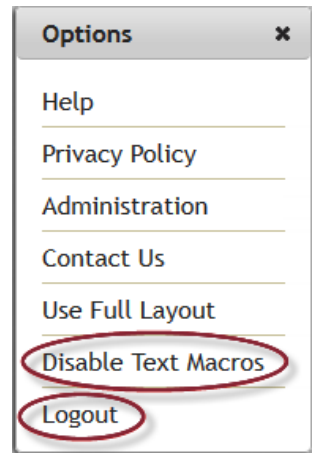 Options
Help
Privacy Policy
Administration
Contact Us
Use Full Layout
Disable Text Macros
Logout